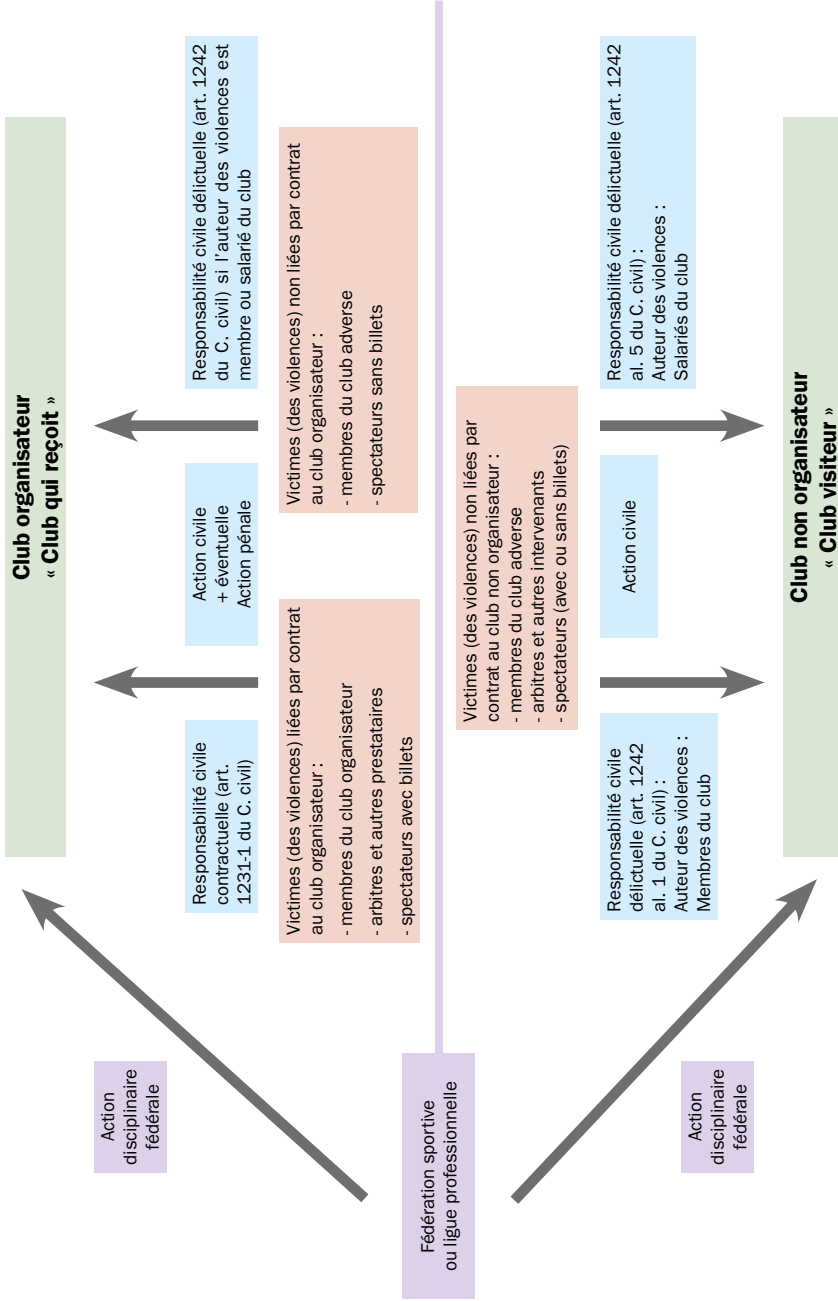 Club organisateur
« Club qui reçoit »
Action
disciplinaire
fédérale
Responsabilité civile
contractuelle (art.
1231-1 du C. civil)
Action civile
+ éventuelle
Action pénale
Responsabilité civile délictuelle (art. 1242
du C. civil) si l'auteur des violences est
membre ou salarié du club
Victimes (des violences) liées par contrat
au club organisateur :
- membres du club organisateur
- arbitres et autres prestataires
- spectateurs avec billets
Victimes (des violences) non liées par contrat
au club organisateur :
- membres du club adverse
- spectateurs sans billets
Fédération sportive
ou ligue professionnelle
Victimes (des violences) non liées par
contrat au club non organisateur :
- membres du club adverse
- arbitres et autres intervenants
- spectateurs (avec ou sans billets)
Action
disciplinaire
fédérale
Responsabilité civile
délictuelle (art. 1242
al. 1 du C. civil) :
Auteur des violences :
Membres du club
Action civile
Responsabilité civile délictuelle (art. 1242
al. 5 du C. civil) :
Auteur des violences :
Salariés du club
Club non organisateur
« Club visiteur »